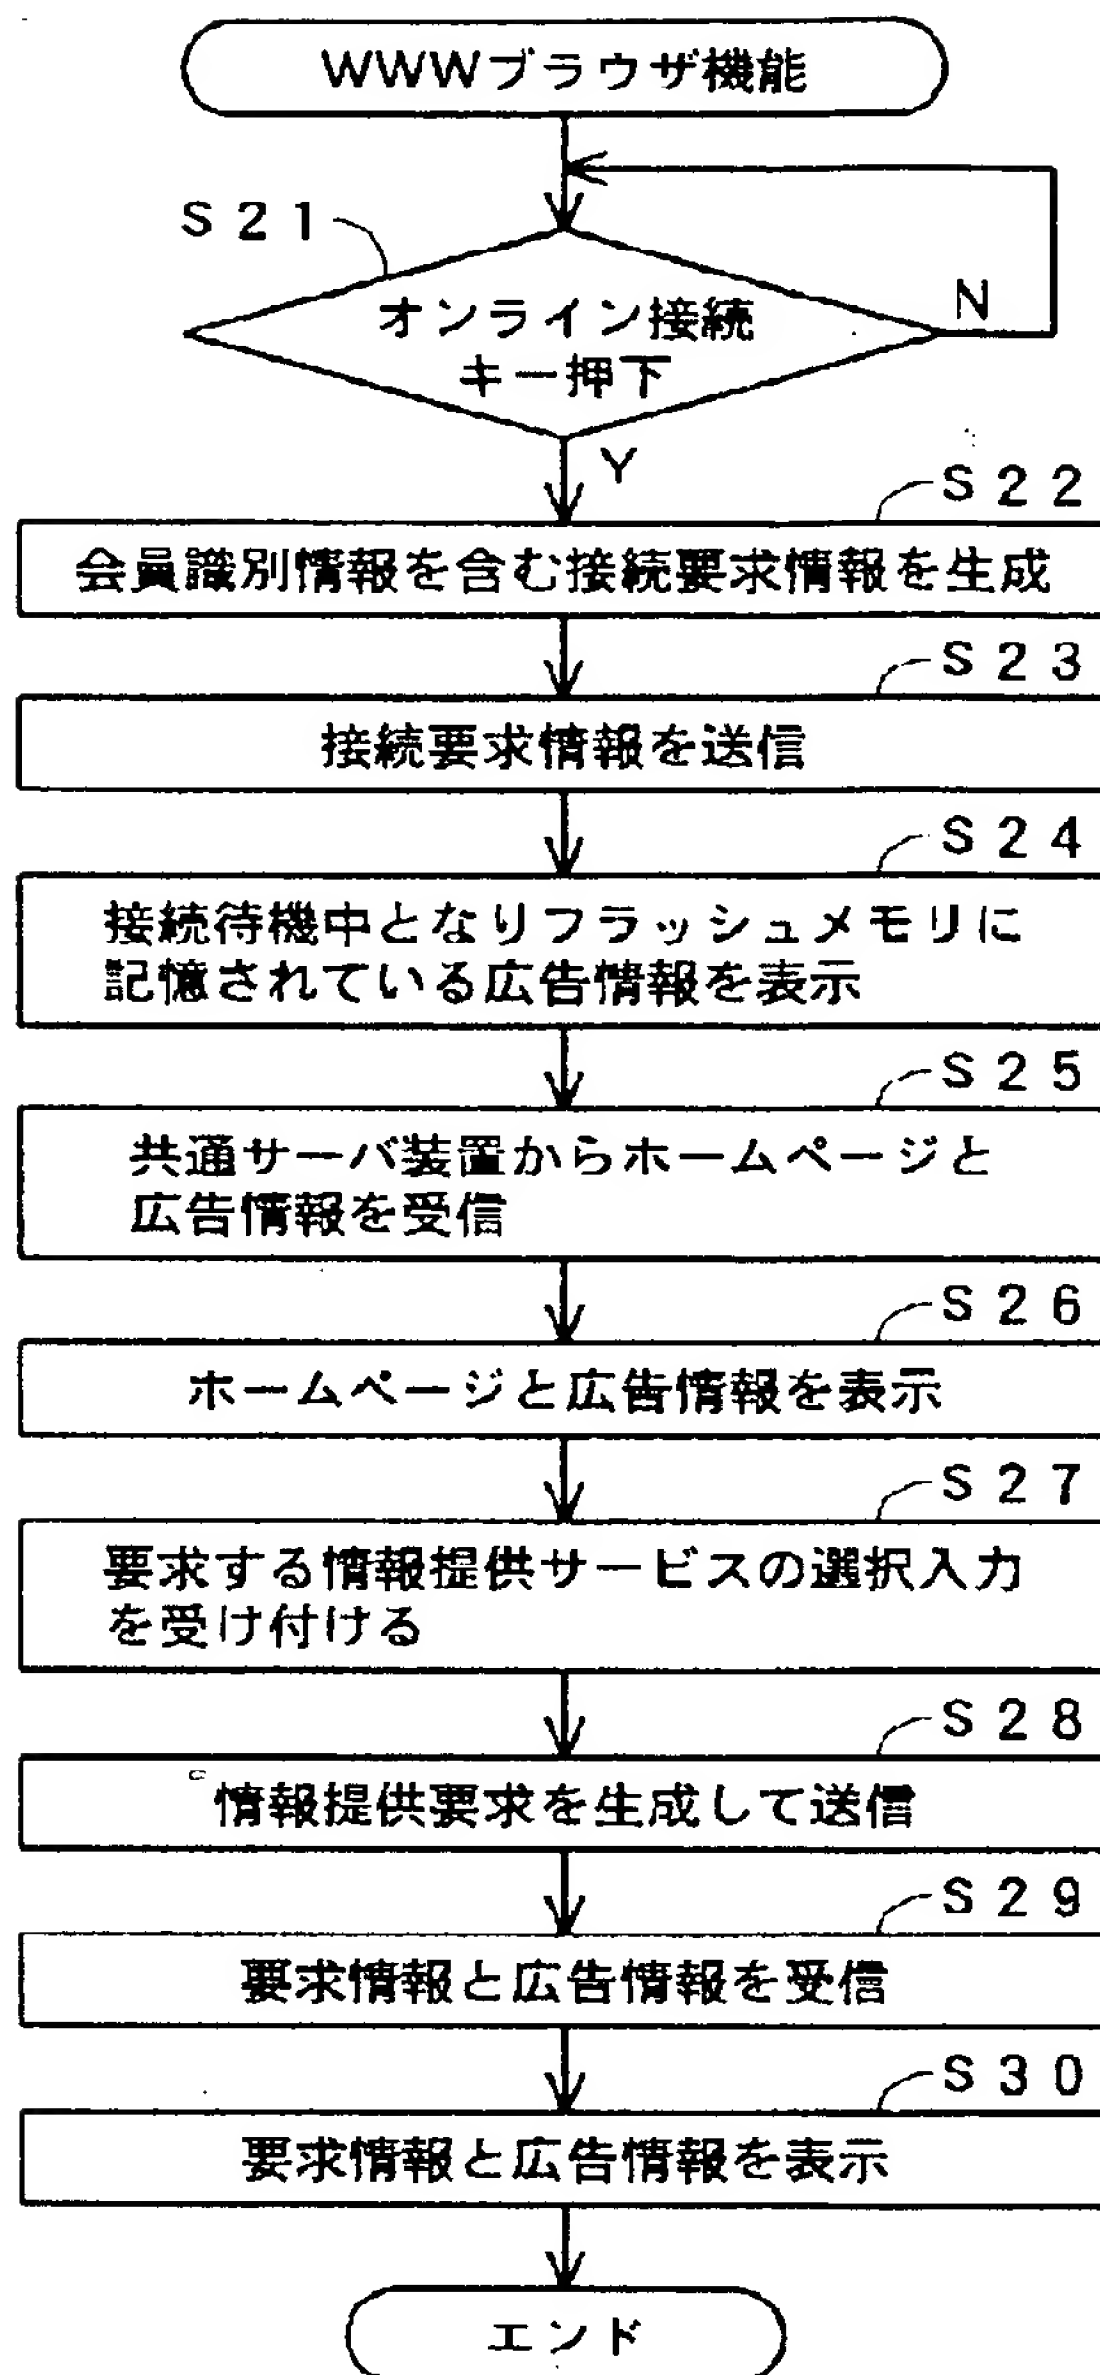 WWWブラウザ機能
S21
オンライン接続
キー押下
N
Y
S22
会員識別情報を含む接続要求情報を生成
S23
接続要求情報を送信
S24
接続待機中となりフラッシュメモリに
記憶されている広告情報を表示
S25
共通サーバ装置からホームページと
広告情報を受信
S26
ホームページと広告情報を表示
S27
要求する情報提供サービスの選択入力
を受け付ける
S28
情報提供要求を生成して送信
S29
要求情報と広告情報を受信
S30
要求情報と広告情報を表示
エンド